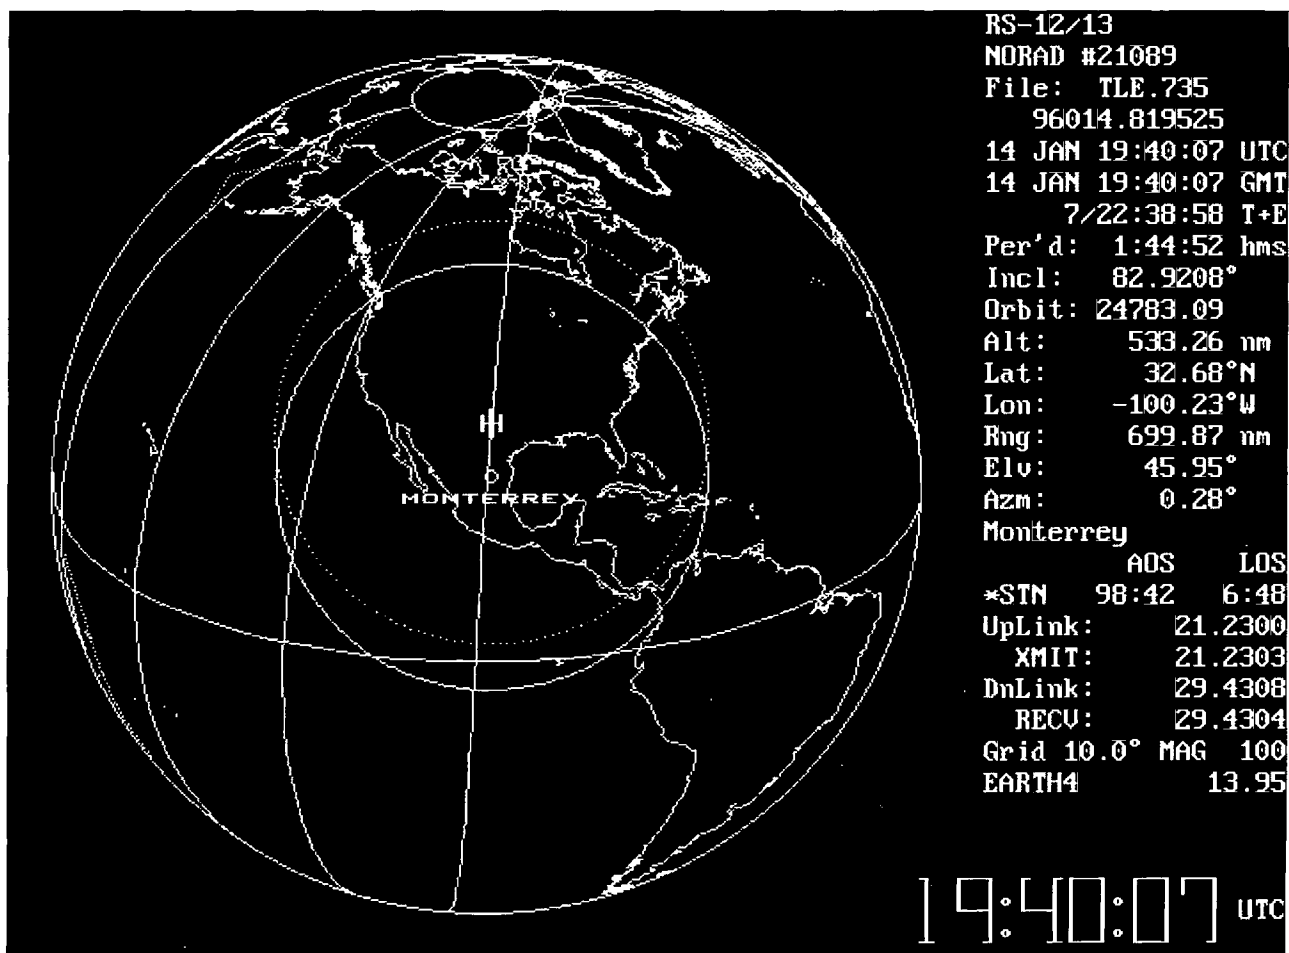 RS-12/13
NORAD #21089
File: TLE.735
96014.819525
14 JAN 19:40:07 UTC
14 JAN 19:40:07 GMT
7/22:38:58 T+E
Per'd: 1:44:52 hms
Incl: 82.9208°
Orbit: 24783.09
Alt: 533.26 nm
Lat: 32.68°N
Lon: -100.23°W
Rng: 699.87 nm
Elv: 45.95°
Azm: 0.28°
Monterrey
AOS LOS
*STN 98:42 6:48
UpLink: 21.2300
XMIT: 21.2303
DnLink: 29.4308
RECV: 29.4304
Grid 10.0° MAG 100
EARTH4 13.95
MONTERREY
19:40:07 UTC